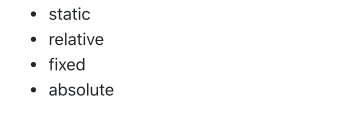 • static
• relative
• fixed
• absolute